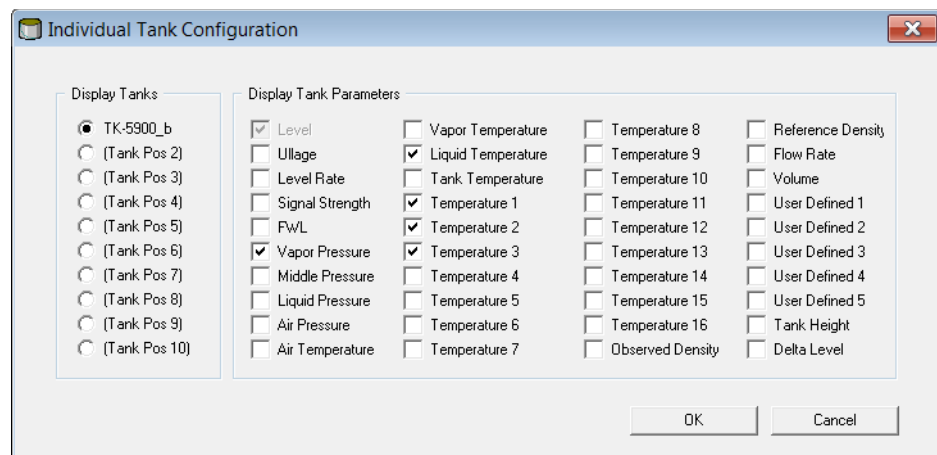 Individual Tank Configuration
Display Tanks
TK-5900_b
(Tank Pos 2)
(Tank Pos 3)
(Tank Pos 4)
(Tank Pos 5)
(Tank Pos 6)
(Tank Pos 7)
(Tank Pos 8)
(Tank Pos 9)
(Tank Pos 10)
Display Tank Parameters
Level
Ullage
Level Rate
Signal Strength
FWL
Vapor Pressure
Middle Pressure
Liquid Pressure
Air Pressure
Air Temperature
Vapor Temperature
Liquid Temperature
Tank Temperature
Temperature 1
Temperature 2
Temperature 3
Temperature 4
Temperature 5
Temperature 6
Temperature 7
Temperature 8
Temperature 9
Temperature 10
Temperature 11
Temperature 12
Temperature 13
Temperature 14
Temperature 15
Temperature 16
Observed Density
Reference Density
Flow Rate
Volume
User Defined 1
User Defined 2
User Defined 3
User Defined 4
User Defined 5
Tank Height
Delta Level
OK
Cancel